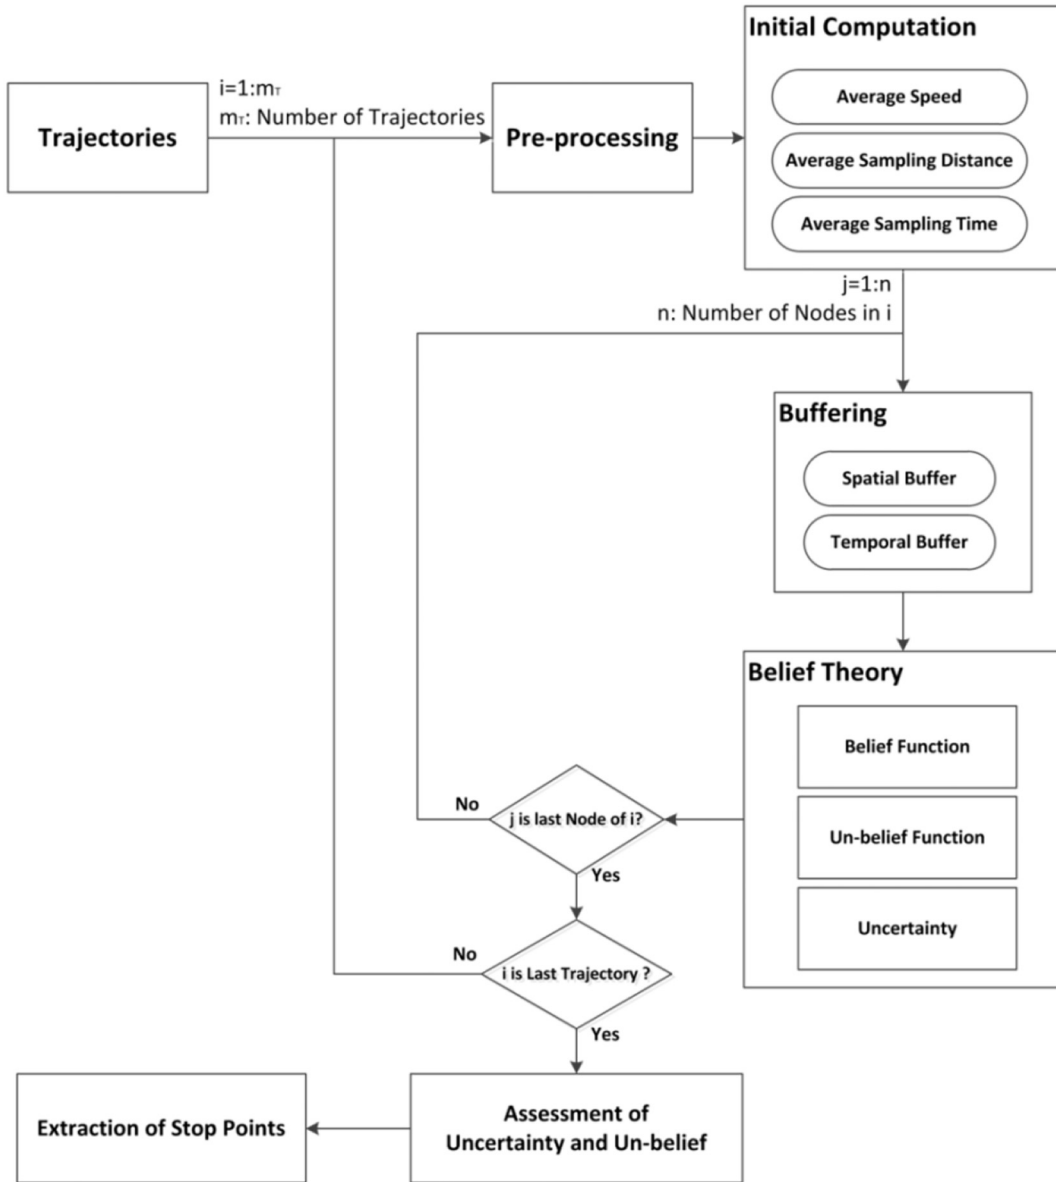 Initial Computation
i=1:mT
mT: Number of Trajectories
Trajectories
Pre-processing
Average Speed
Average Sampling Distance
Average Sampling Time
j=1:n
n: Number of Nodes in i
Buffering
Spatial Buffer
Temporal Buffer
Belief Theory
Belief Function
Un-belief Function
Uncertainty
No
j is last Node of i?
Yes
No
i is Last Trajectory ?
Yes
Assessment of
Uncertainty and Un-belief
Extraction of Stop Points